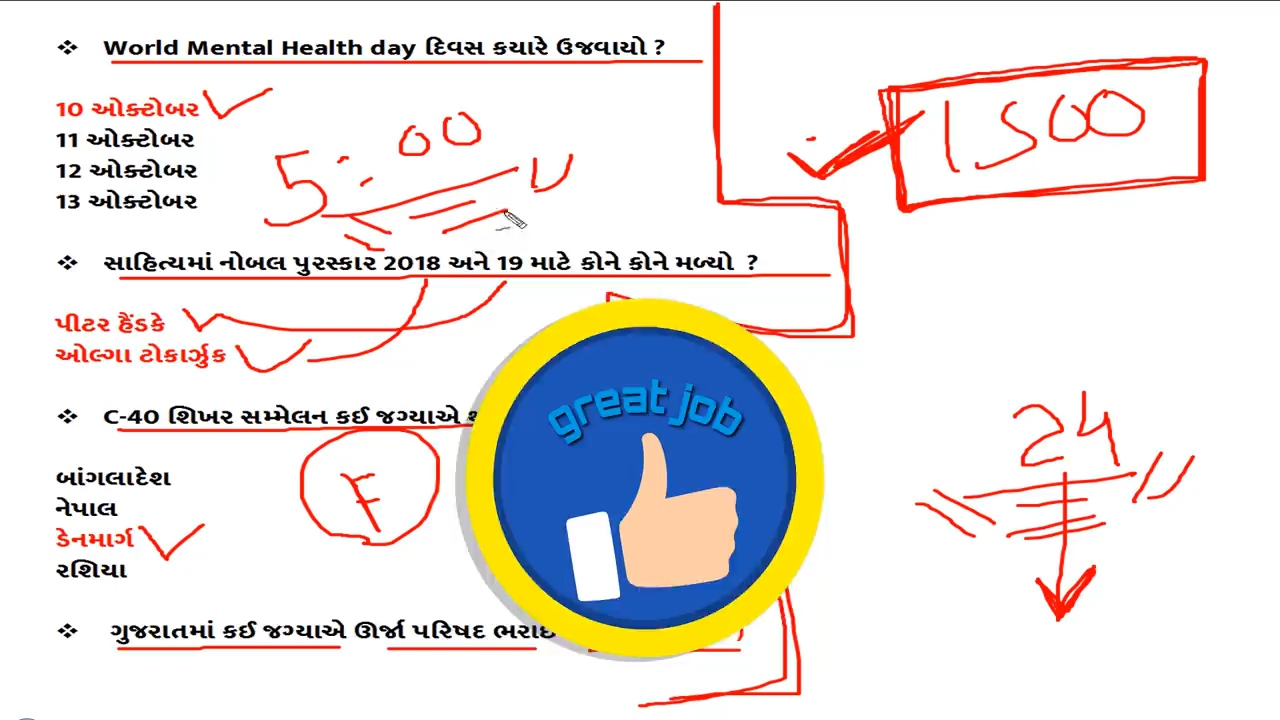 ❖ World Mental Health day દિવસ કયારે ઉજવાયો ?
10 ઓક્ટોબર
11 ઓક્ટોબર
12 ઓક્ટોબર
13 ઓક્ટોબર
5:00
1500
❖ સાહિત્યમાં નોબલ પુરસ્કાર 2018 અને 19 માટે કોને કોને મળ્યો ?
પીટર હૈંડકે
ઓલ્ગા ટોકાર્ઝુક
great job
❖ C-40 શિખર સમ્મેલન કઈ જગ્યાએ
24
બાંગલાદેશ
નેપાલ
F
ડેનમાર્ગ
રશિયા
❖ ગુજરાતમાં કઈ જગ્યાએ ઊર્જા પરિષદ